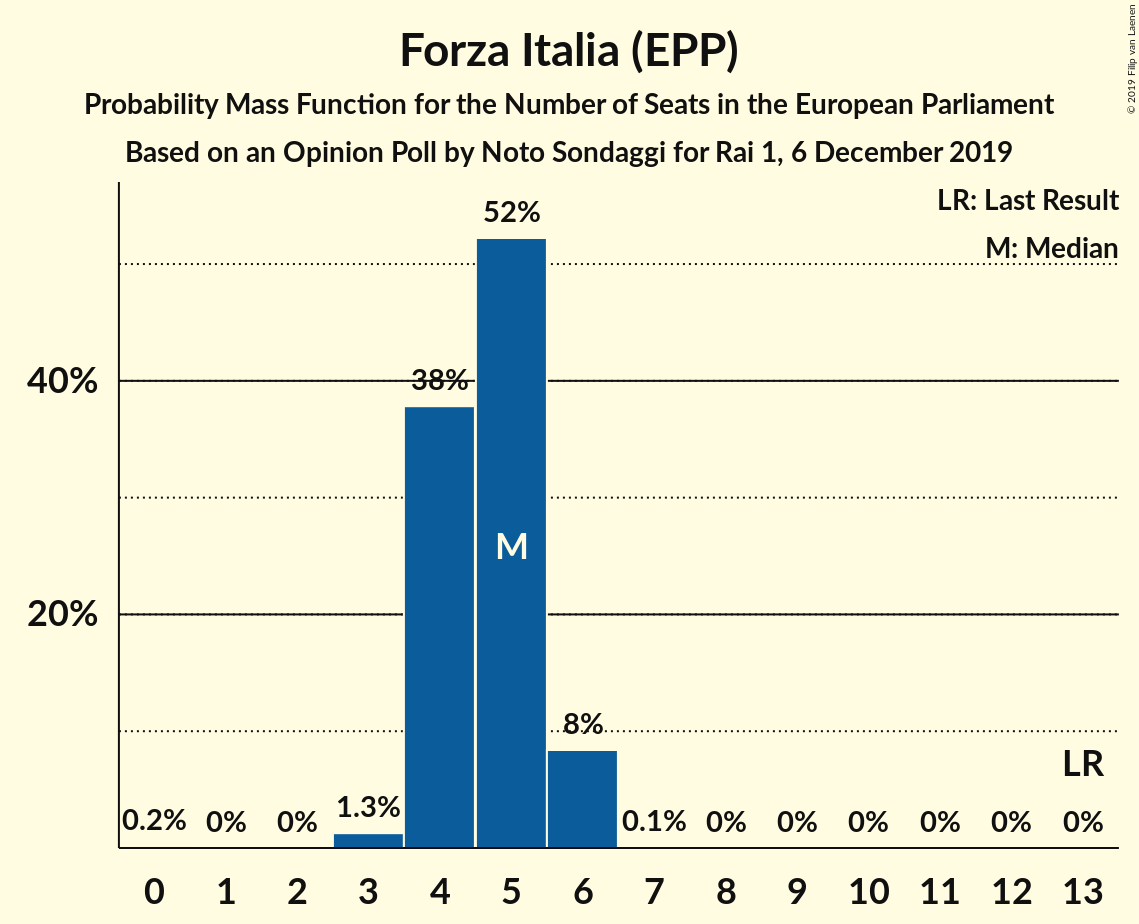 Forza Italia (EPP)
Probability Mass Function for the Number of Seats in the European Parliament
Based on an Opinion Poll by Noto Sondaggi for Rai 1, 6 December 2019
© 2019 Filip van Laenen
LR: Last Result
M: Median
52%
40%
38%
M
20%
8%
LR
0.2% 0% 0% 1.3% 0.1% 0% 0% 0% 0% 0% 0%
0 1 2 3 4 5 6 7 8 9 10 11 12 13